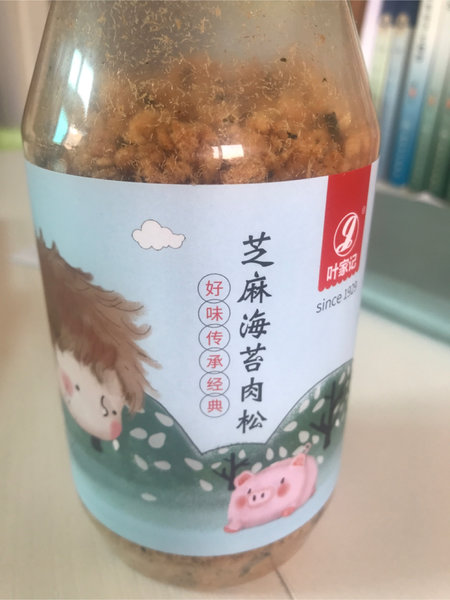 叶家记
since 1929
芝麻海苔肉松
好味传承经典